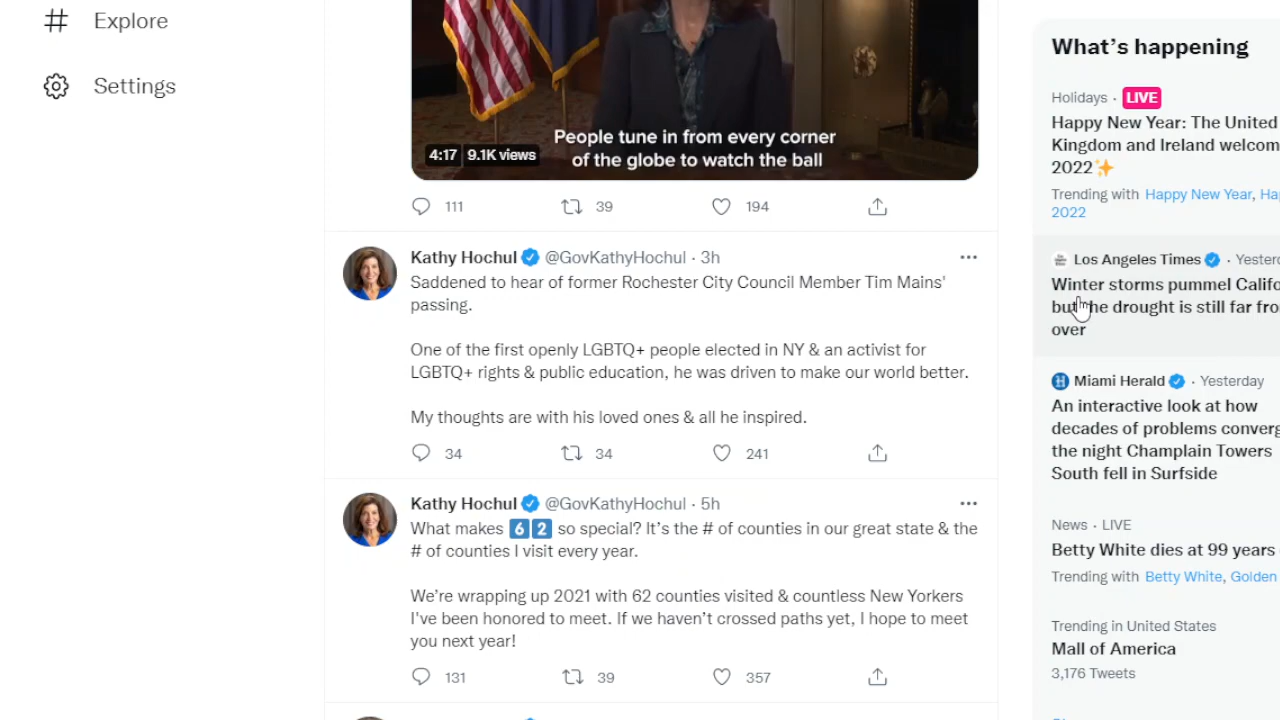 Explore
Settings
People tune in from every corner
of the globe to watch the ball
4:17 9.1K views
111 39 194
Kathy Hochul @GovKathyHochul · 3h
Saddened to hear of former Rochester City Council Member Tim Mains'
passing.
One of the first openly LGBTQ+ people elected in NY & an activist for
LGBTQ+ rights & public education, he was driven to make our world better.
My thoughts are with his loved ones & all he inspired.
34 34 241
Kathy Hochul @GovKathyHochul · 5h
What makes 6️⃣2️⃣ so special? It's the # of counties in our great state & the
# of counties I visit every year.
We're wrapping up 2021 with 62 counties visited & countless New Yorkers
I've been honored to meet. If we haven't crossed paths yet, I hope to meet
you next year!
131 39 357
What's happening
Holidays · LIVE
Happy New Year: The United
Kingdom and Ireland welcom
2022✨
Trending with Happy New Year, Ha
2022
Los Angeles Times · Yester
Winter storms pummel Califo
but the drought is still far fro
over
Miami Herald · Yesterday
An interactive look at how
decades of problems converg
the night Champlain Towers
South fell in Surfside
News · LIVE
Betty White dies at 99 years
Trending with Betty White, Golden
Trending in United States
Mall of America
3,176 Tweets